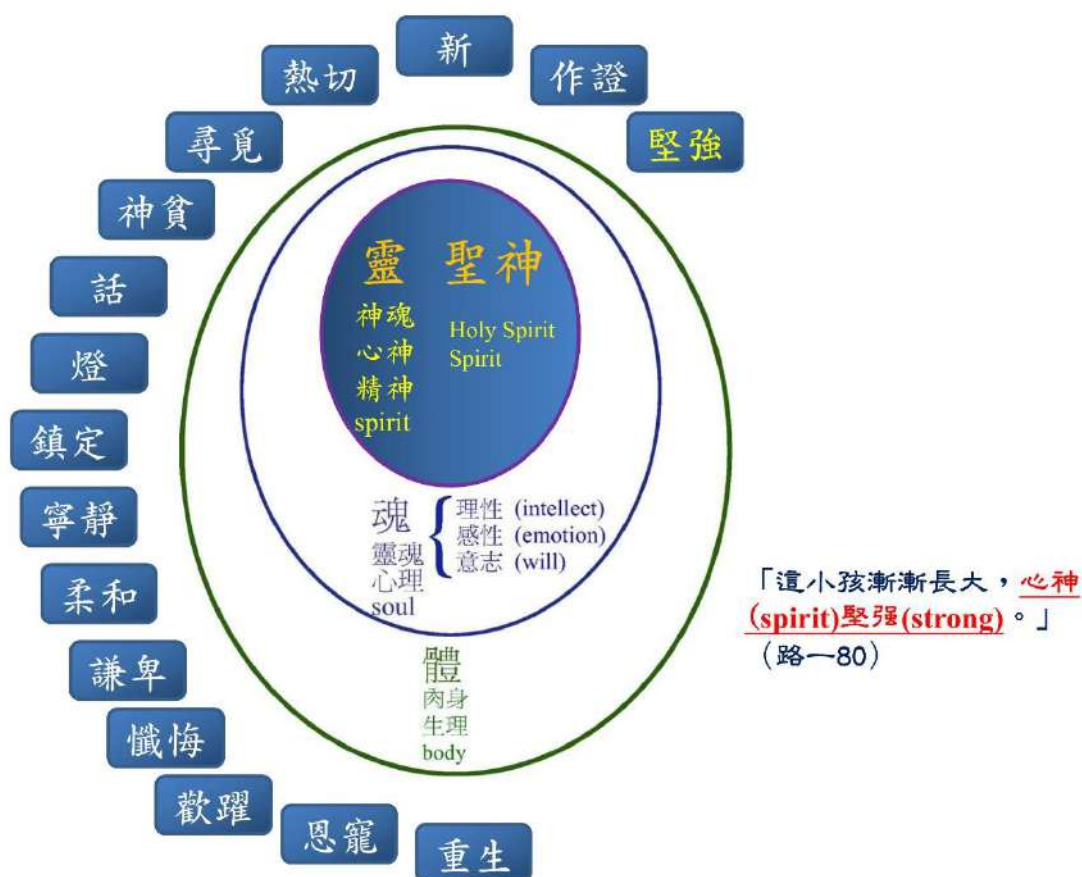 新
熱切
作證
尋覓
堅強
神貧
話
燈
鎮定
寧靜
柔和
謙卑
懺悔
歡躍
恩寵
重生
靈 聖神
神魂
心神
精神
spirit
Holy Spirit
Spirit
魂
靈魂
心理
soul
理性 (intellect)
感性 (emotion)
意志 (will)
體
肉身
生理
body
「這小孩漸漸長大，心神
(spirit)堅强(strong)。」
（路一80）